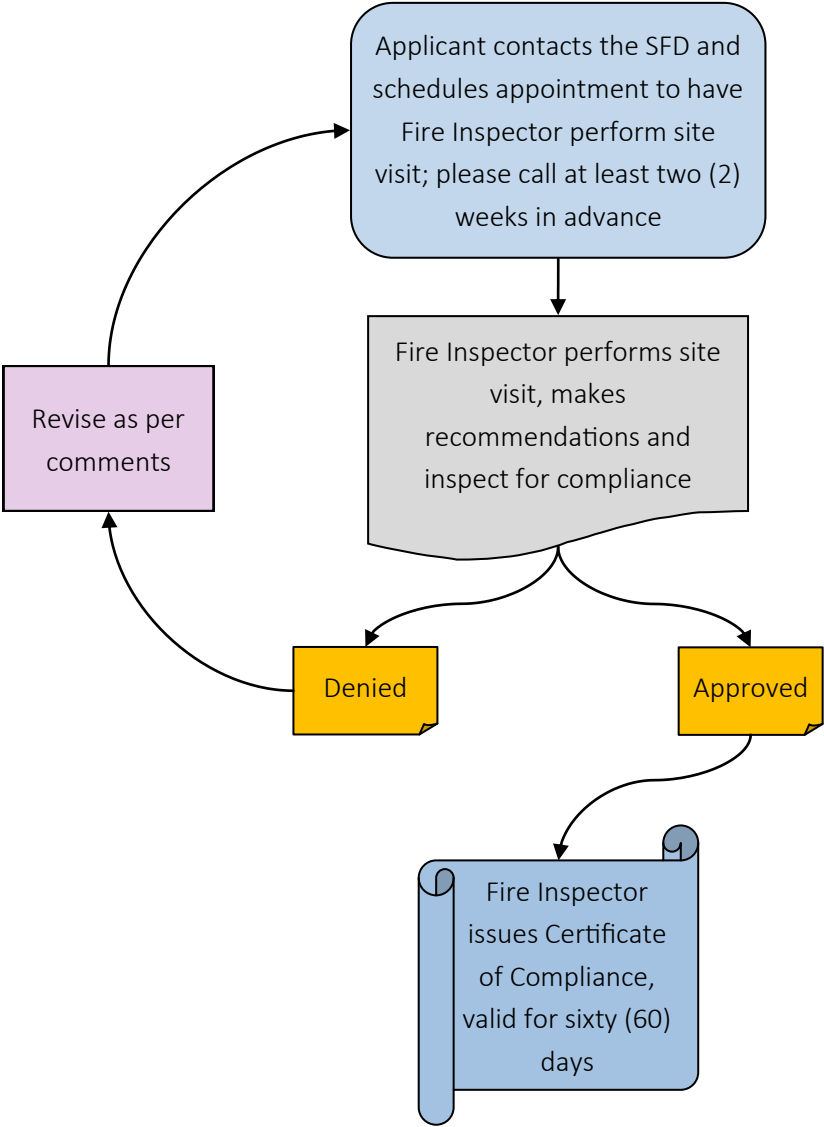 Applicant contacts the SFD and
schedules appointment to have
Fire Inspector perform site
visit; please call at least two (2)
weeks in advance
Fire Inspector performs site
visit, makes
recommendations and
inspect for compliance
Revise as per
comments
Denied
Approved
Fire Inspector
issues Certificate
of Compliance,
valid for sixty (60)
days